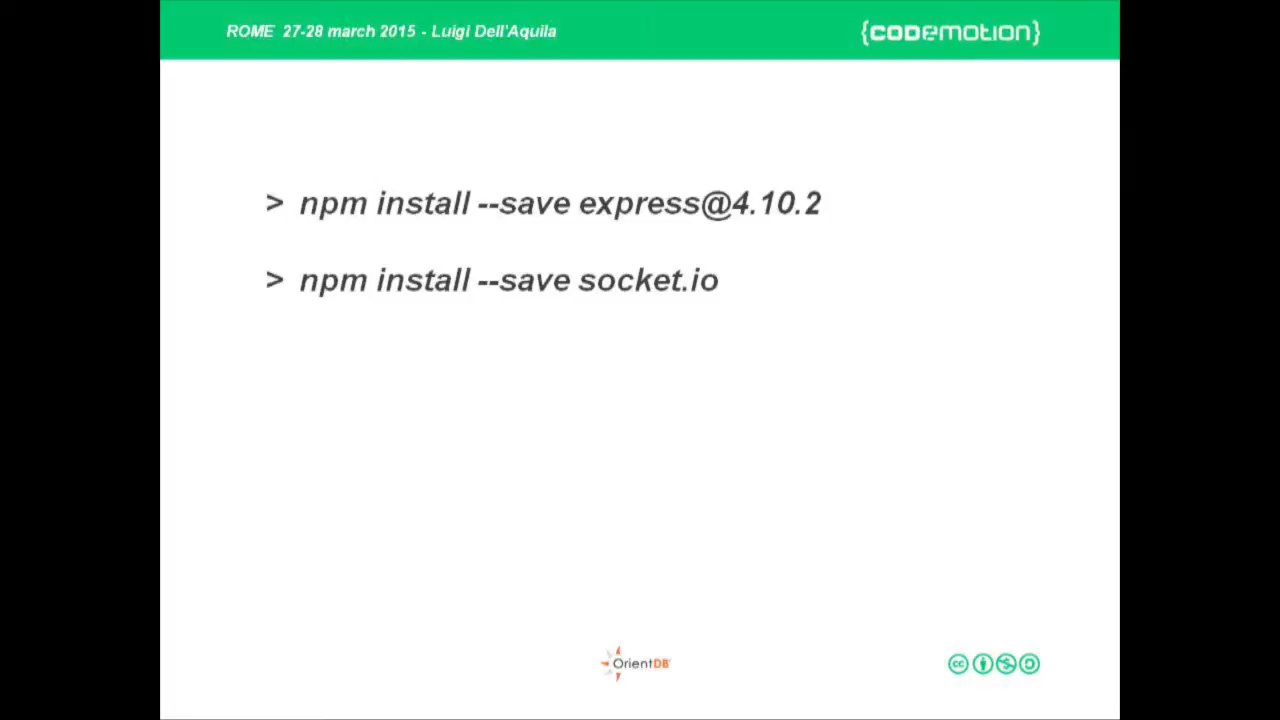 ROME 27-28 march 2015 - Luigi Dell'Aquila
{CODEMOTION}
> npm install --save express@4.10.2
> npm install --save socket.io
OrientDB
cc